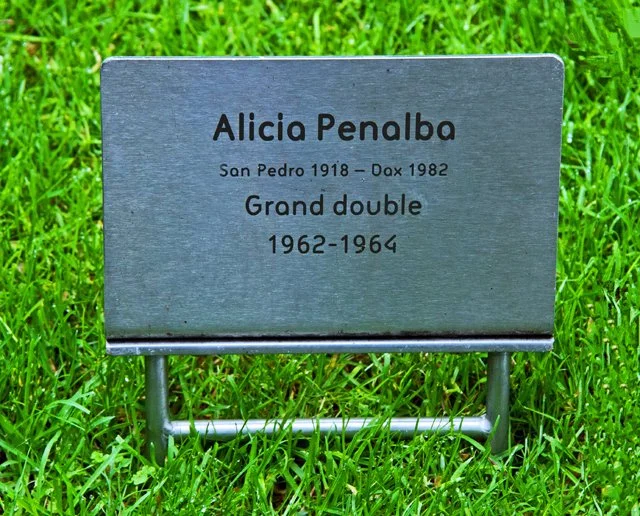 Alicia Penalba
San Pedro 1918 – Dax 1982
Grand double
1962-1964